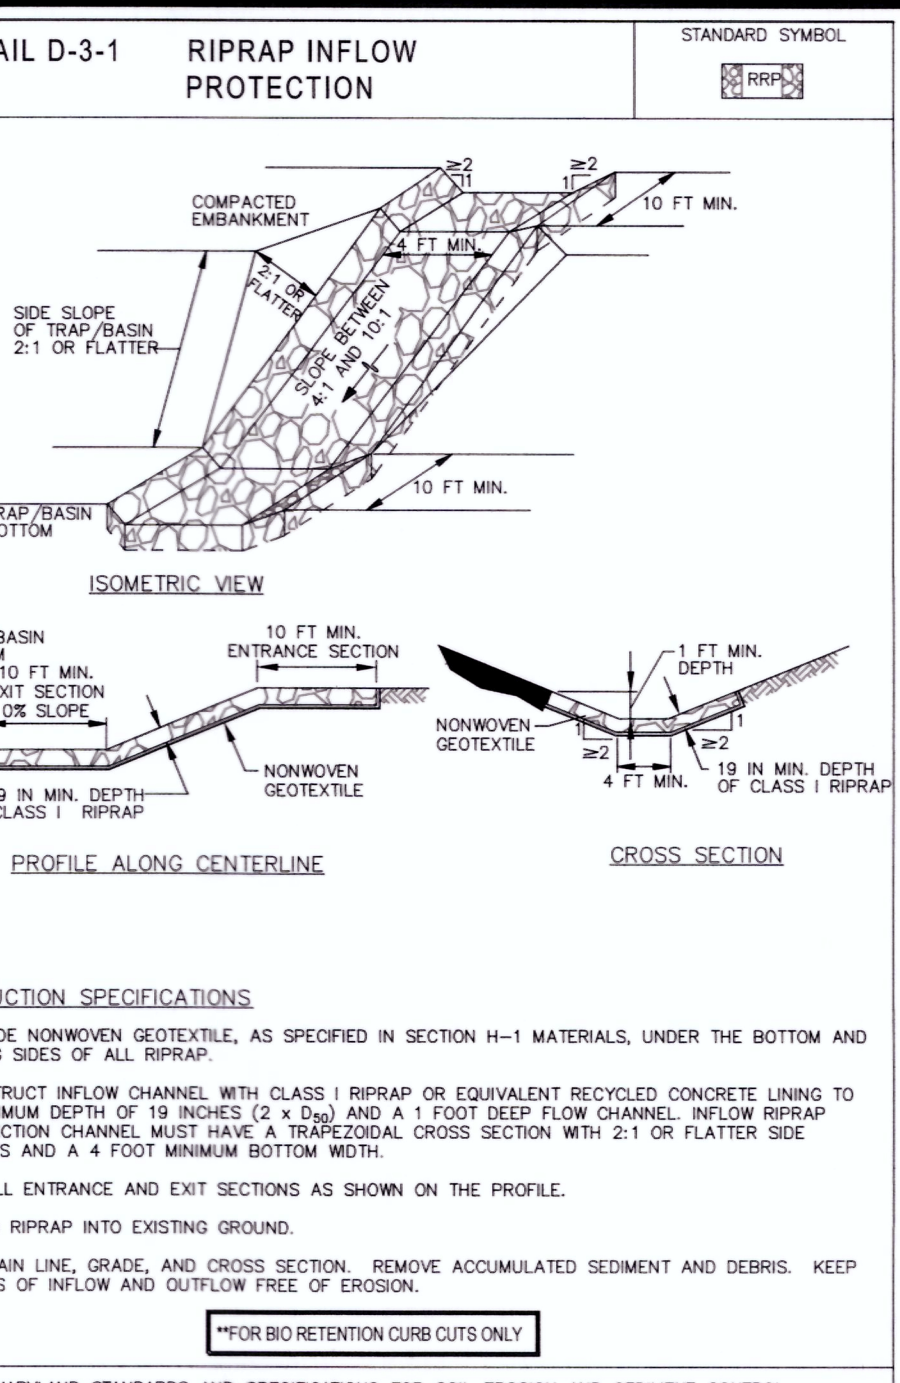 AIL D-3-1 RIPRAP INFLOW
PROTECTION
STANDARD SYMBOL
RRP
≥2
1
≥2
1
COMPACTED
EMBANKMENT
10 FT MIN.
4 FT MIN.
2:1 OR
FLATTER
SIDE SLOPE
OF TRAP/BASIN
2:1 OR FLATTER
SLOPE BETWEEN
4:1 AND 10:1
10 FT MIN.
RAP/BASIN
OTTOM
ISOMETRIC VIEW
BASIN
M
10 FT MIN.
XIT SECTION
0% SLOPE
10 FT MIN.
ENTRANCE SECTION
NONWOVEN
GEOTEXTILE
9 IN MIN. DEPTH
CLASS I RIPRAP
PROFILE ALONG CENTERLINE
1 FT MIN.
DEPTH
NONWOVEN
GEOTEXTILE
1
≥2
1
≥2
4 FT MIN.
19 IN MIN. DEPTH
OF CLASS I RIPRAP
CROSS SECTION
UCTION SPECIFICATIONS
DE NONWOVEN GEOTEXTILE, AS SPECIFIED IN SECTION H-1 MATERIALS, UNDER THE BOTTOM AND
G SIDES OF ALL RIPRAP.
TRUCT INFLOW CHANNEL WITH CLASS I RIPRAP OR EQUIVALENT RECYCLED CONCRETE LINING TO
IMUM DEPTH OF 19 INCHES (2 x D50) AND A 1 FOOT DEEP FLOW CHANNEL. INFLOW RIPRAP
CTION CHANNEL MUST HAVE A TRAPEZOIDAL CROSS SECTION WITH 2:1 OR FLATTER SIDE
S AND A 4 FOOT MINIMUM BOTTOM WIDTH.
LL ENTRANCE AND EXIT SECTIONS AS SHOWN ON THE PROFILE.
RIPRAP INTO EXISTING GROUND.
AIN LINE, GRADE, AND CROSS SECTION. REMOVE ACCUMULATED SEDIMENT AND DEBRIS. KEEP
S OF INFLOW AND OUTFLOW FREE OF EROSION.
**FOR BIO RETENTION CURB CUTS ONLY